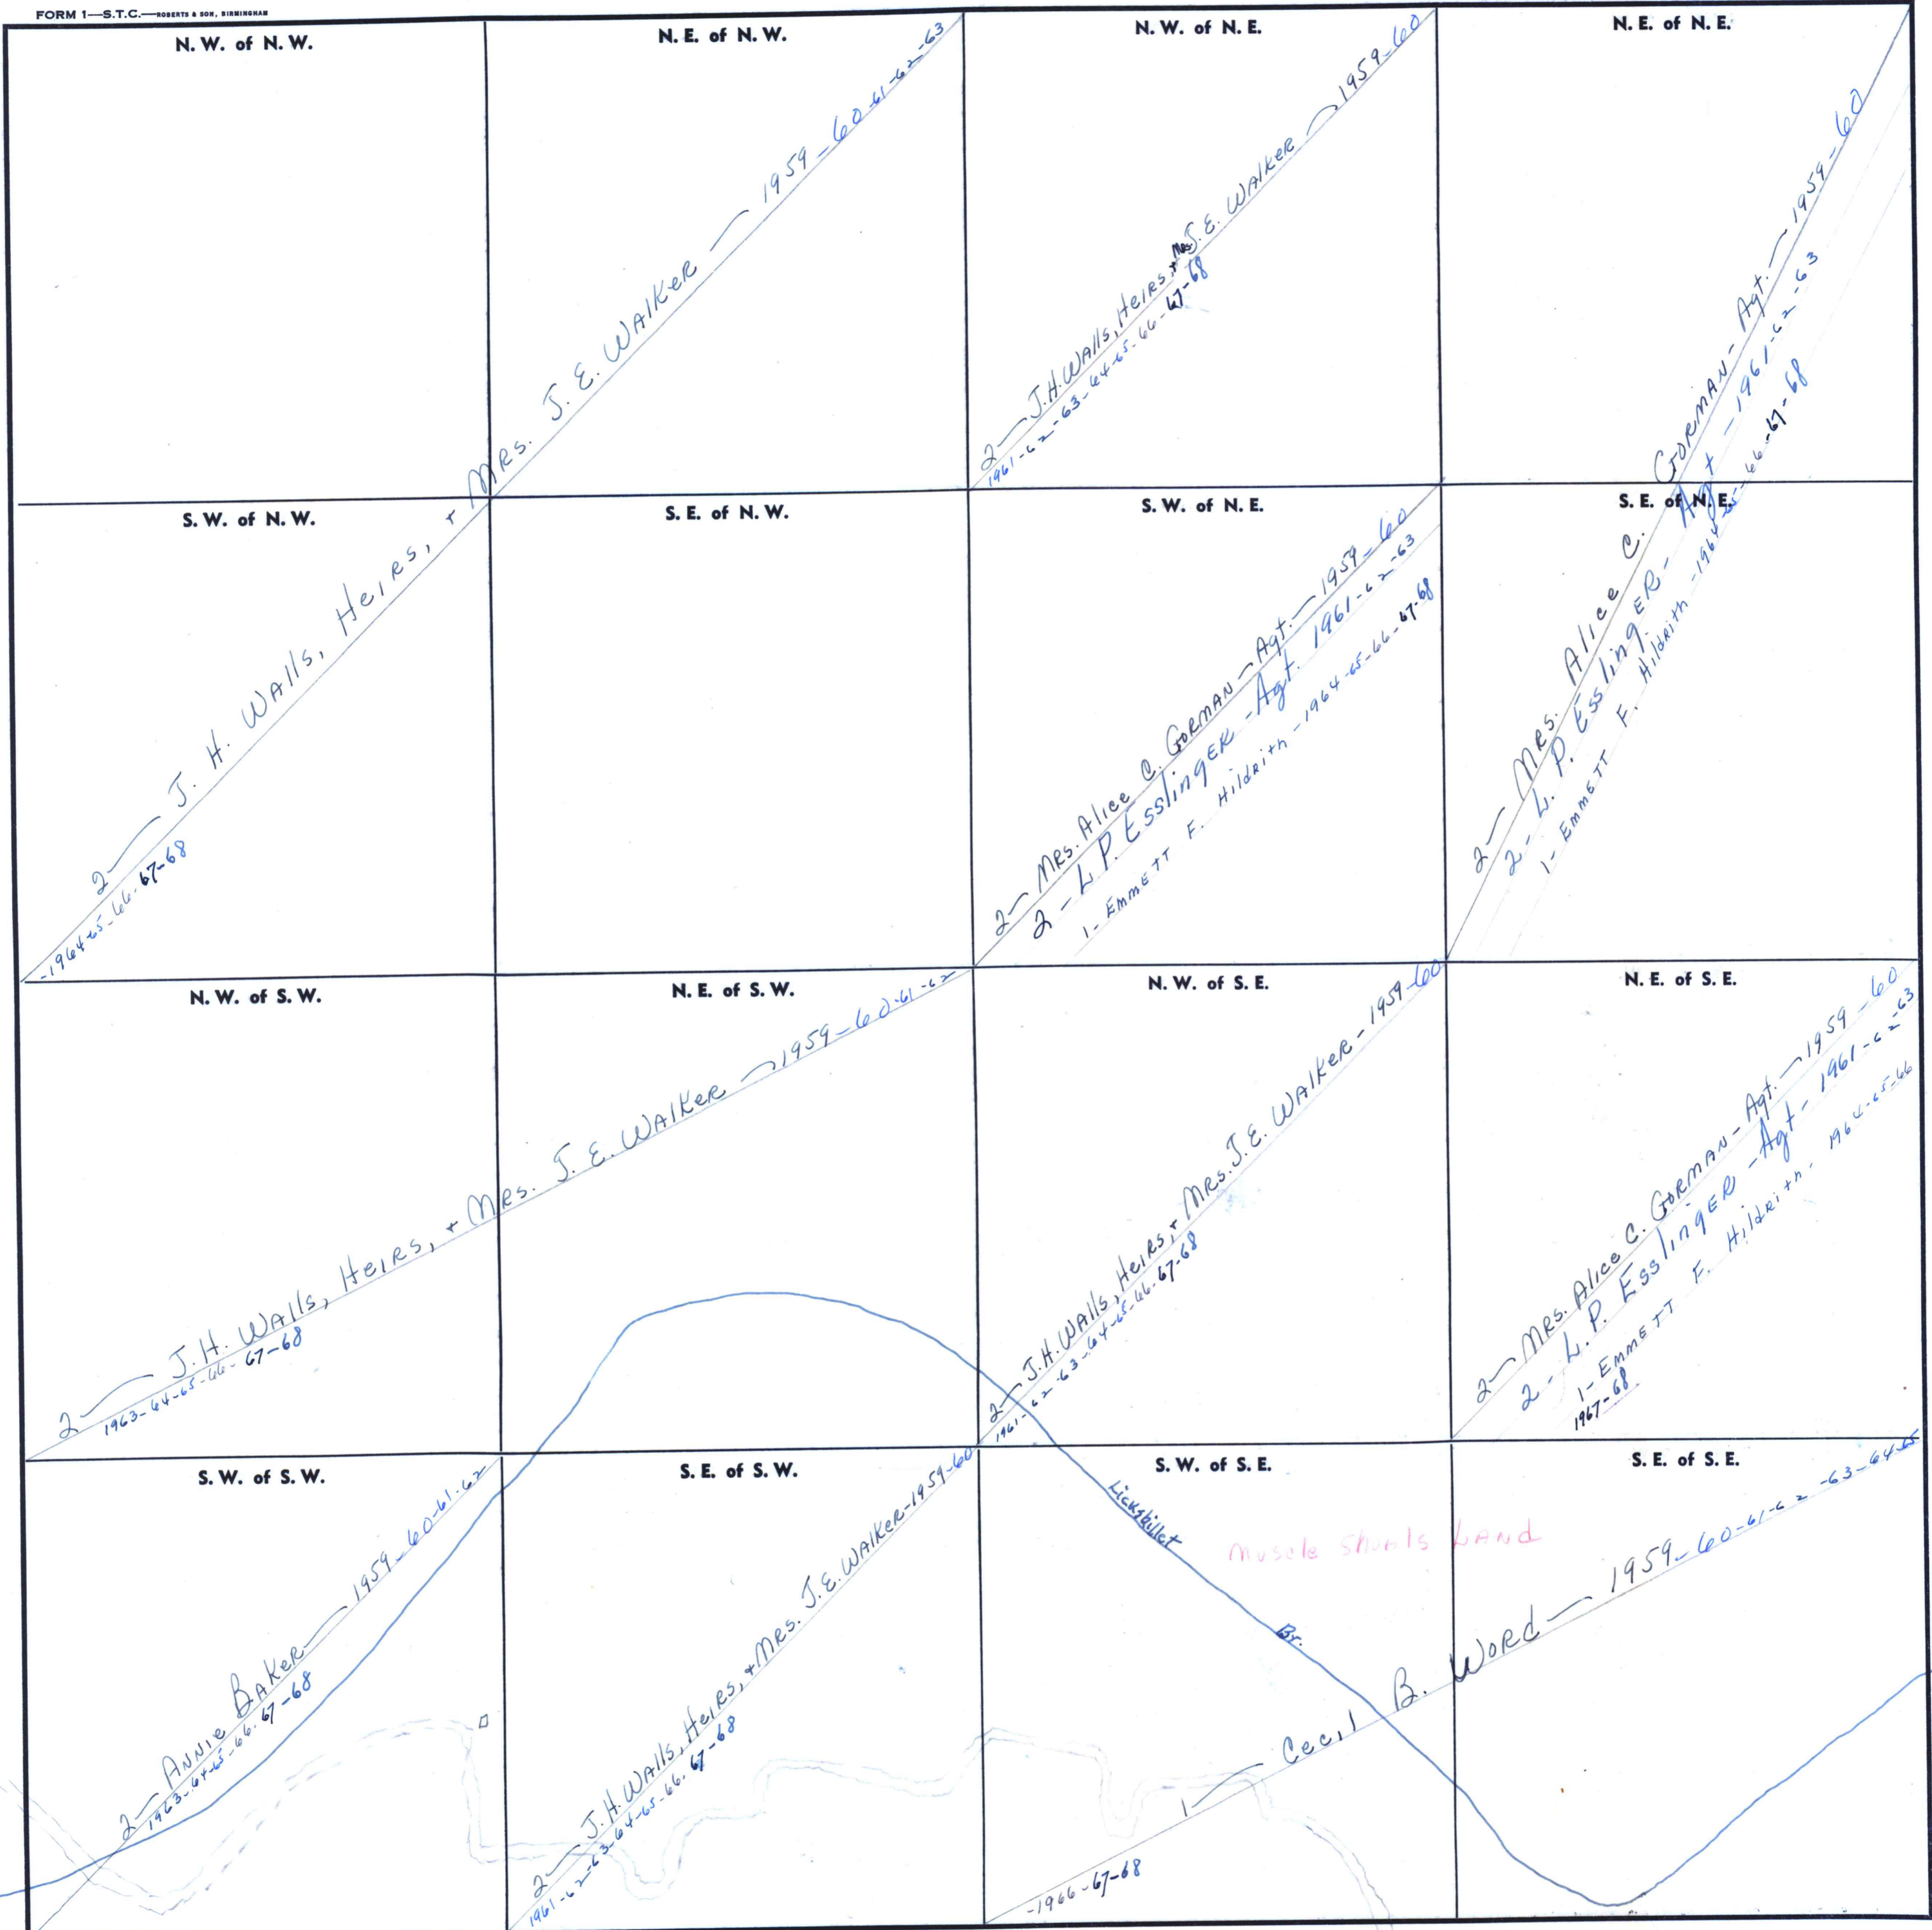 FORM 1—S.T.C.—ROBERTS & SON, BIRMINGHAM
N. W. of N. W.
N. E. of N. W.
N. W. of N. E.
N. E. of N. E.
2 — J. H. Walls, Heirs, + Mrs. J. E. Walker — 1959-60-61-62-63
-1964-65-66-67-68
2 — J.H. Walls, Heirs, + Mrs. J. E. Walker — 1959-60
1961-62-63-64-65-66-67-68
2 — Mrs. Alice C. Gorman - Agt. — 1959-60
2 - L. P. Esslinger - Agt - 1961-62-63
1- Emmett F. Hildrith - 1964-65-66-67-68
S. W. of N. W.
S. E. of N. W.
S. W. of N. E.
S. E. of N. E.
2 — Mrs. Alice C. Gorman — Agt. — 1959-60
2 - L. P. Esslinger - Agt. 1961-62-63
1- Emmett F. Hildrith - 1964-65-66-67-68
N. W. of S. W.
N. E. of S. W.
N. W. of S. E.
N. E. of S. E.
2 — J. H. Walls, Heirs, + Mrs. J. E. Walker — 1959-60-61-62
1963-64-65-66-67-68
2 — J.H. Walls, Heirs, + Mrs. J. E. Walker - 1959-60
1961-62-63-64-65-66-67-68
2 — Mrs. Alice C. Gorman - Agt. — 1959-60
2 - L. P. Esslinger - Agt - 1961-62-63
1- Emmett F. Hildrith - 1964-65-66
1967-68
S. W. of S. W.
S. E. of S. W.
S. W. of S. E.
S. E. of S. E.
2 — Annie Baker — 1959-60-61-62
1963-64-65-66-67-68
2 — J.H. Walls, Heirs, + Mrs. J. E. Walker - 1959-60
1961-62-63-64-65-66-67-68
Licksbillet
Br.
Muscle Shoals Land
1 — Cecil B. Word — 1959-60-61-62-63-64-65
-1966-67-68